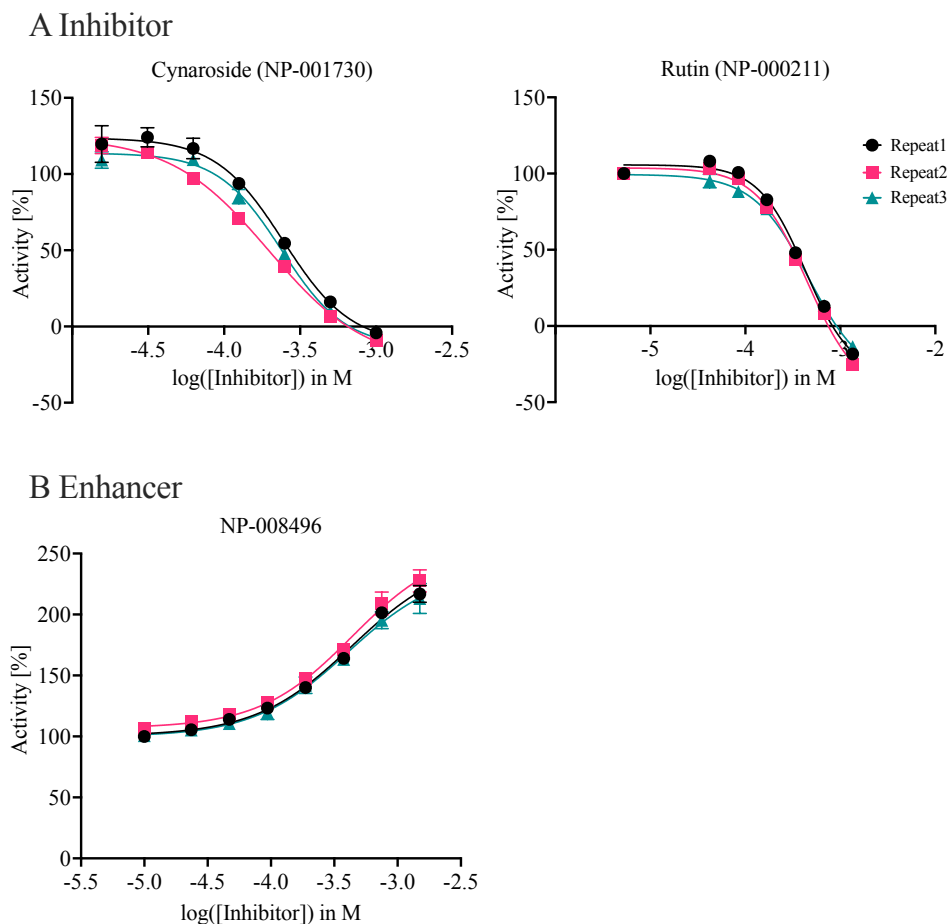 A Inhibitor
Cynaroside (NP-001730)
150
100
50
0
-50
Activity [%]
-4.5
-4.0
-3.5
-3.0
-2.5
log([Inhibitor]) in M
Rutin (NP-000211)
150
100
50
0
-50
Activity [%]
-5
-4
-3
-2
log([Inhibitor]) in M
Repeat1
Repeat2
Repeat3
B Enhancer
NP-008496
250
200
150
100
50
0
Activity [%]
-5.5
-5.0
-4.5
-4.0
-3.5
-3.0
-2.5
log([Inhibitor]) in M